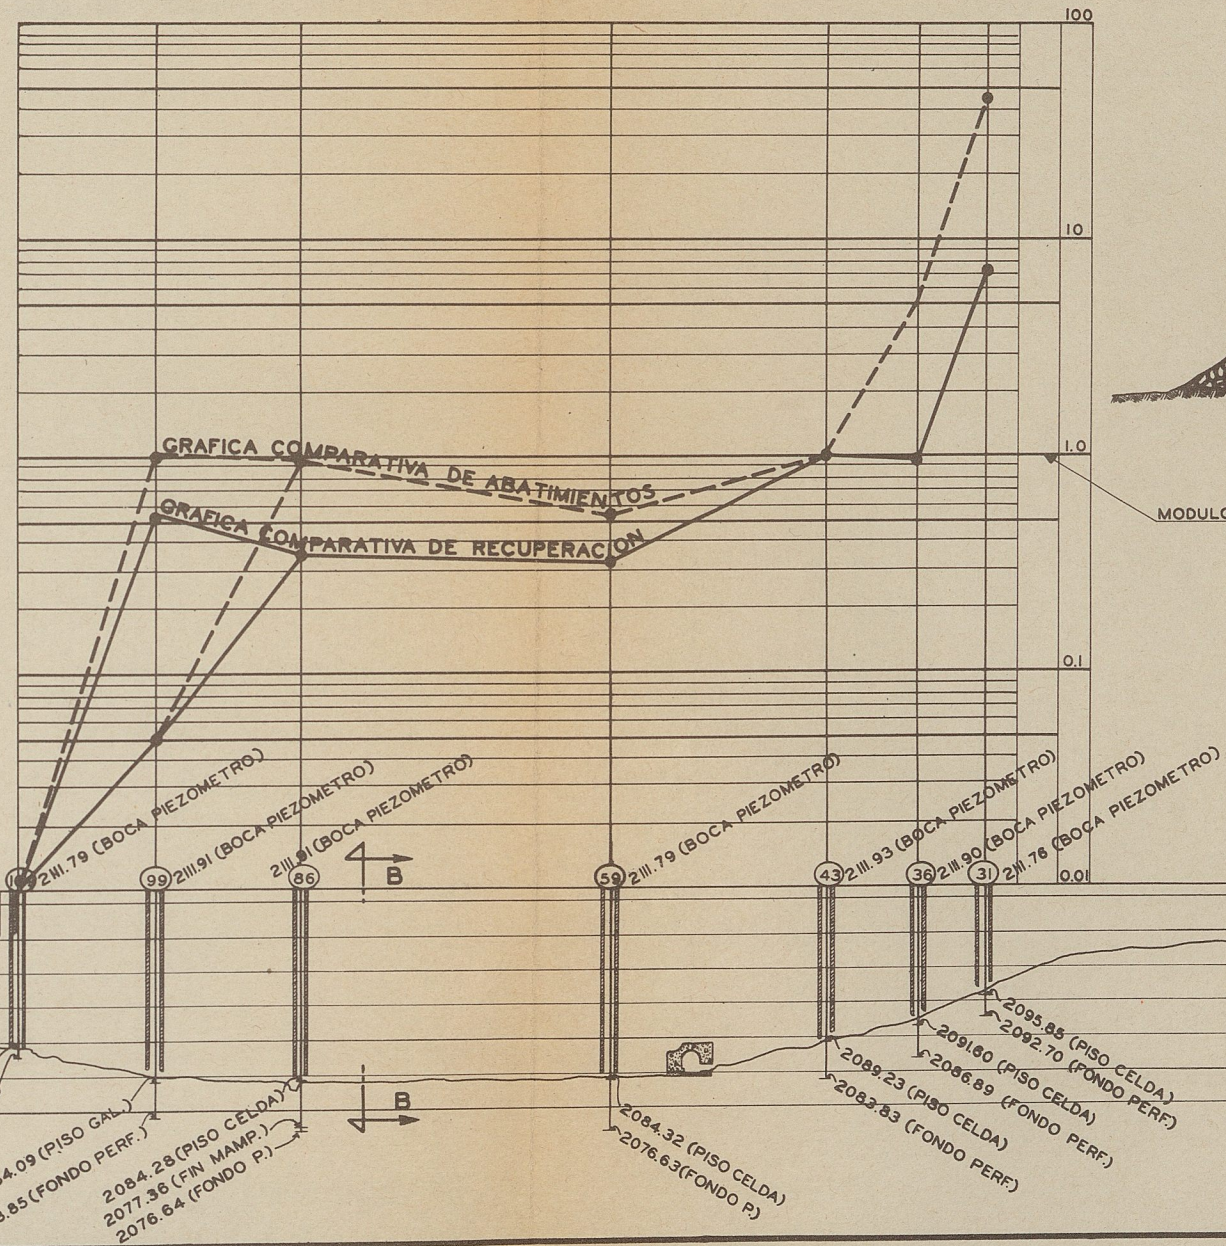 100
10
1.0
GRAFICA COMPARATIVA DE ABATIMIENTOS
GRAFICA COMPARATIVA DE RECUPERACION
MODULO
0.1
2111.79 (BOCA PIEZOMETRO)
2111.91 (BOCA PIEZOMETRO)
2111.91 (BOCA PIEZOMETRO)
2111.79 (BOCA PIEZOMETRO)
2111.93 (BOCA PIEZOMETRO)
2111.90 (BOCA PIEZOMETRO)
2111.76 (BOCA PIEZOMETRO)
99
86
B
59
43
36
31
0.01
2095.85 (PISO CELDA)
2092.70 (FONDO PERF.)
2091.60 (PISO CELDA)
2086.89 (FONDO PERF.)
2089.23 (PISO CELDA)
2083.83 (FONDO PERF.)
B
2084.32 (PISO CELDA)
2076.63 (FONDO P.)
4.09 (PISO GAL.)
.85 (FONDO PERF.)
2084.28 (PISO CELDA)
2077.36 (FIN MAMP.)
2076.64 (FONDO P.)